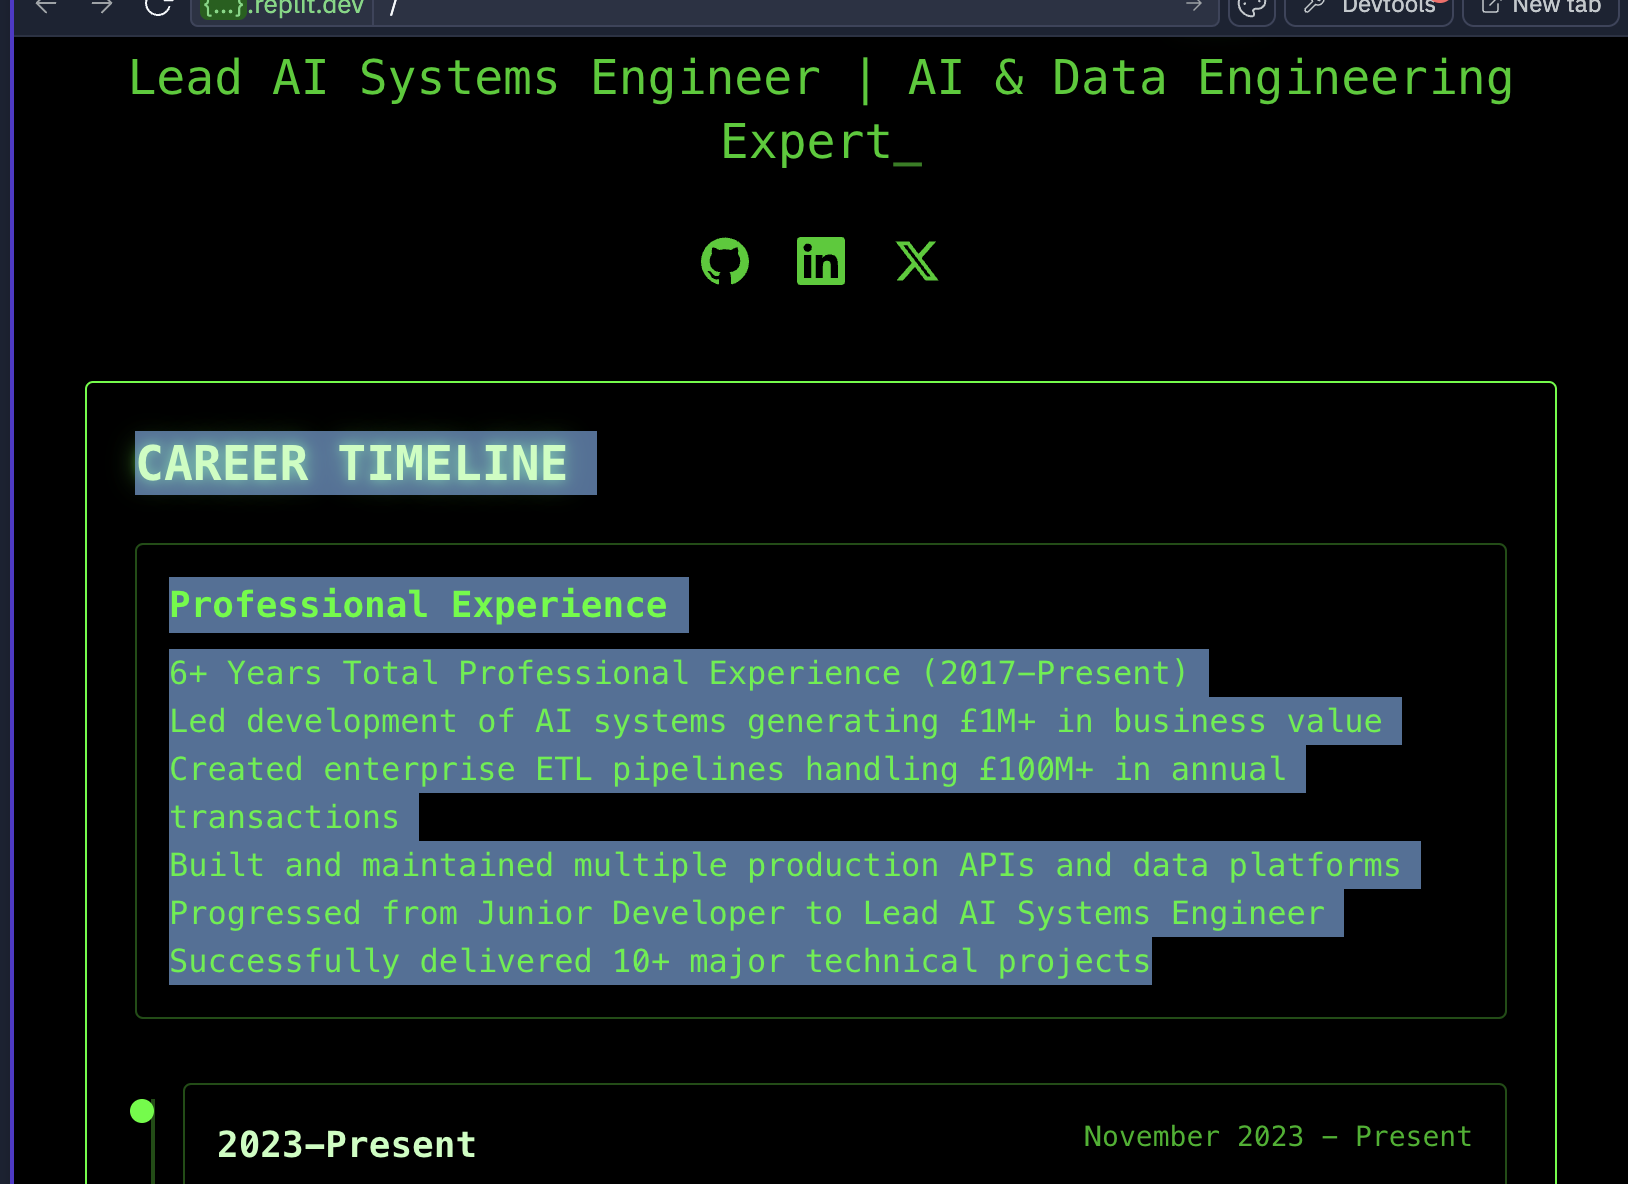 {...}.replit.dev /
Devtools
New tab
Lead AI Systems Engineer | AI & Data Engineering
Expert_
CAREER TIMELINE
Professional Experience
6+ Years Total Professional Experience (2017–Present)
Led development of AI systems generating £1M+ in business value
Created enterprise ETL pipelines handling £100M+ in annual
transactions
Built and maintained multiple production APIs and data platforms
Progressed from Junior Developer to Lead AI Systems Engineer
Successfully delivered 10+ major technical projects
2023–Present
November 2023 – Present